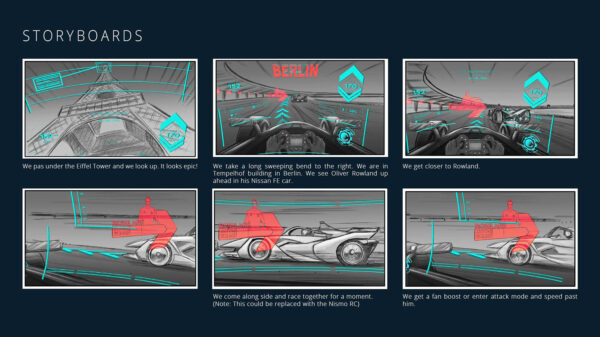 STORYBOARDS
BERLIN
We pas under the Eiffel Tower and we look up. It looks epic!
We take a long sweeping bend to the right. We are in
Tempelhof building in Berlin. We see Oliver Rowland up
ahead in his Nissan FE car.
We get closer to Rowland.
We come along side and race together for a moment.
(Note: This could be replaced with the Nismo RC)
We get a fan boost or enter attack mode and speed past
him.